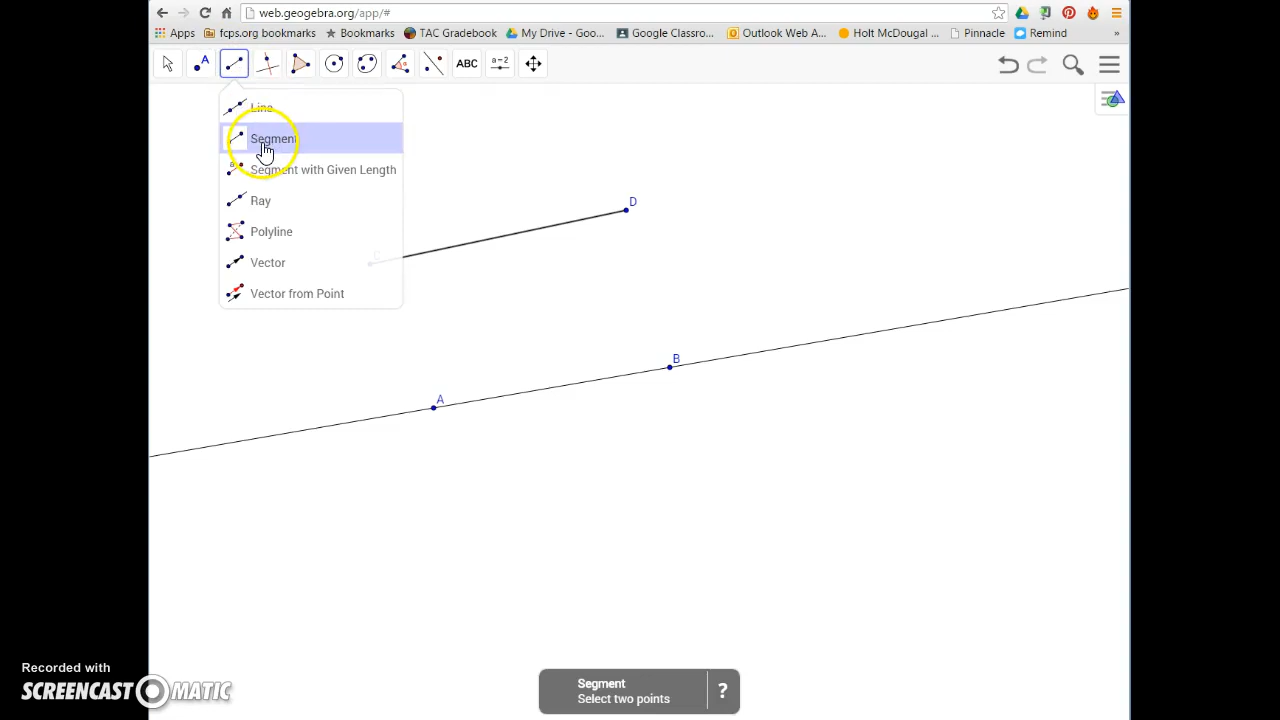 web.geogebra.org/app/#
Apps
fcps.org bookmarks
Bookmarks
TAC Gradebook
My Drive - Goo...
Google Classro...
Outlook Web A...
Holt McDougal ...
Pinnacle
Remind
»
A
ABC
a=2
Line
Segment
Segment with Given Length
Ray
Polyline
Vector
Vector from Point
C
D
B
A
Segment
Select two points
?
Recorded with
SCREENCAST MATIC